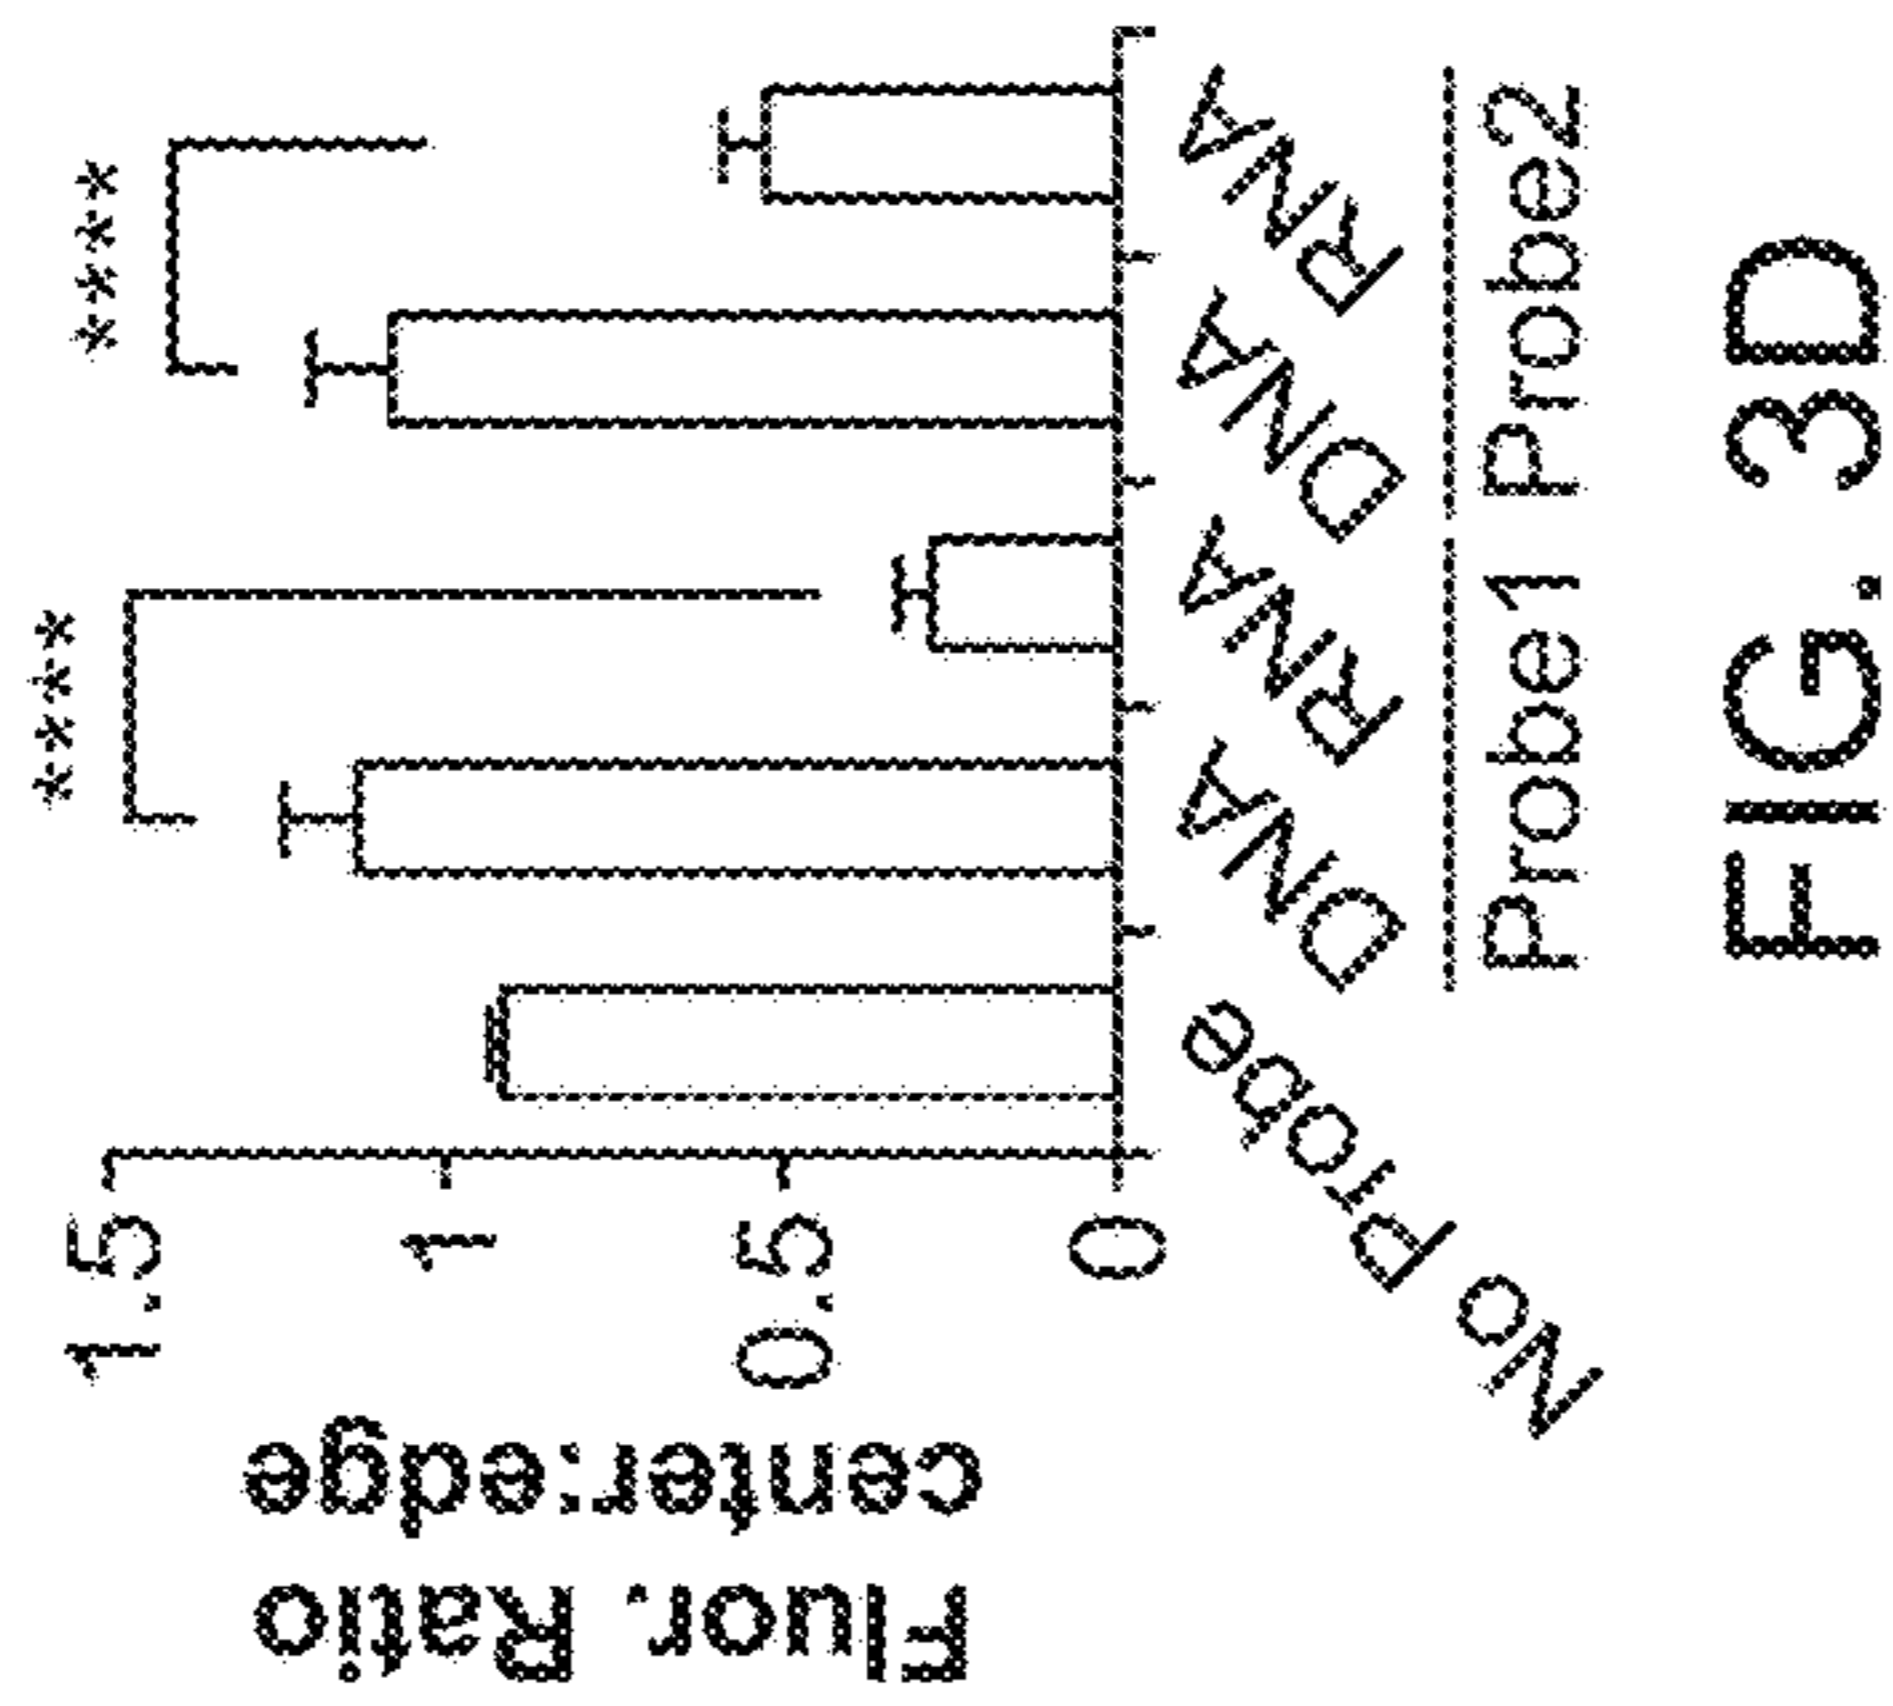 Fluor. Ratio
center:edge
1.5
1
0.5
0
****
****
No Probe
DNA
RNA
DNA
RNA
Probe1
Probe2
FIG. 3D